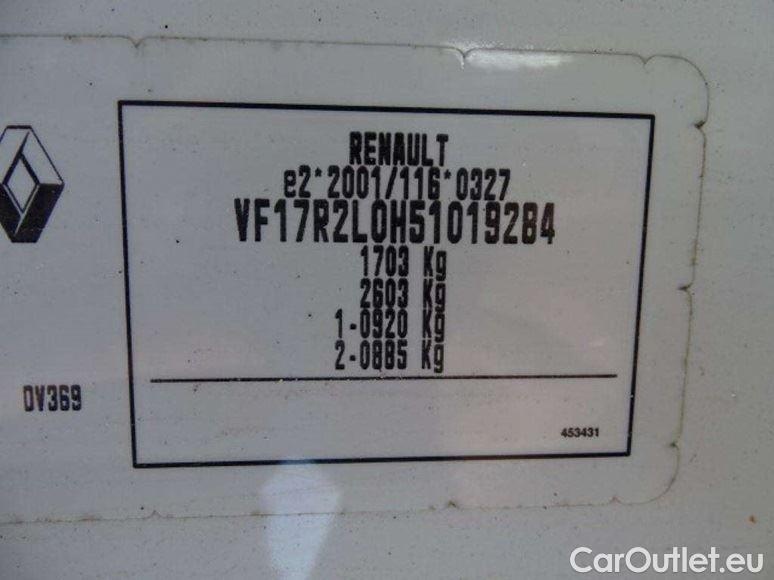 RENAULT
e2*2001/116*0327
VF17R2L0H51019284
1703 Kg
2603 Kg
1-0920 Kg
2-0885 Kg
DV369
453431
CarOutlet.eu